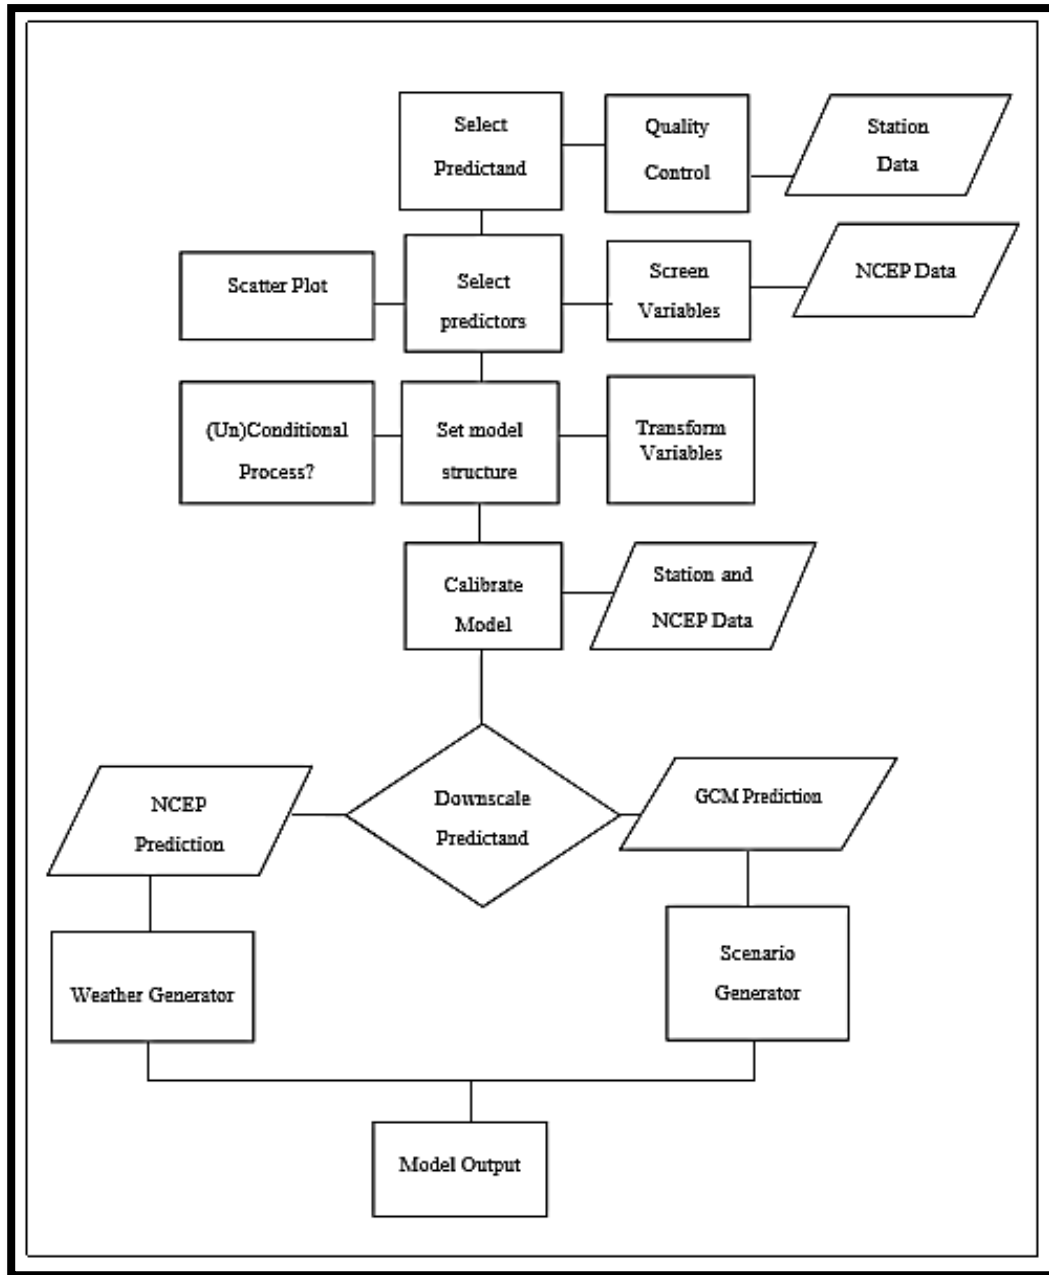 Select
Predictand
Quality
Control
Station
Data
Scatter Plot
Select
predictors
Screen
Variables
NCEP Data
(Un)Conditional
Process?
Set model
structure
Transform
Variables
Calibrate
Model
Station and
NCEP Data
NCEP
Prediction
Downscale
Predictand
GCM Prediction
Weather Generator
Scenario
Generator
Model Output